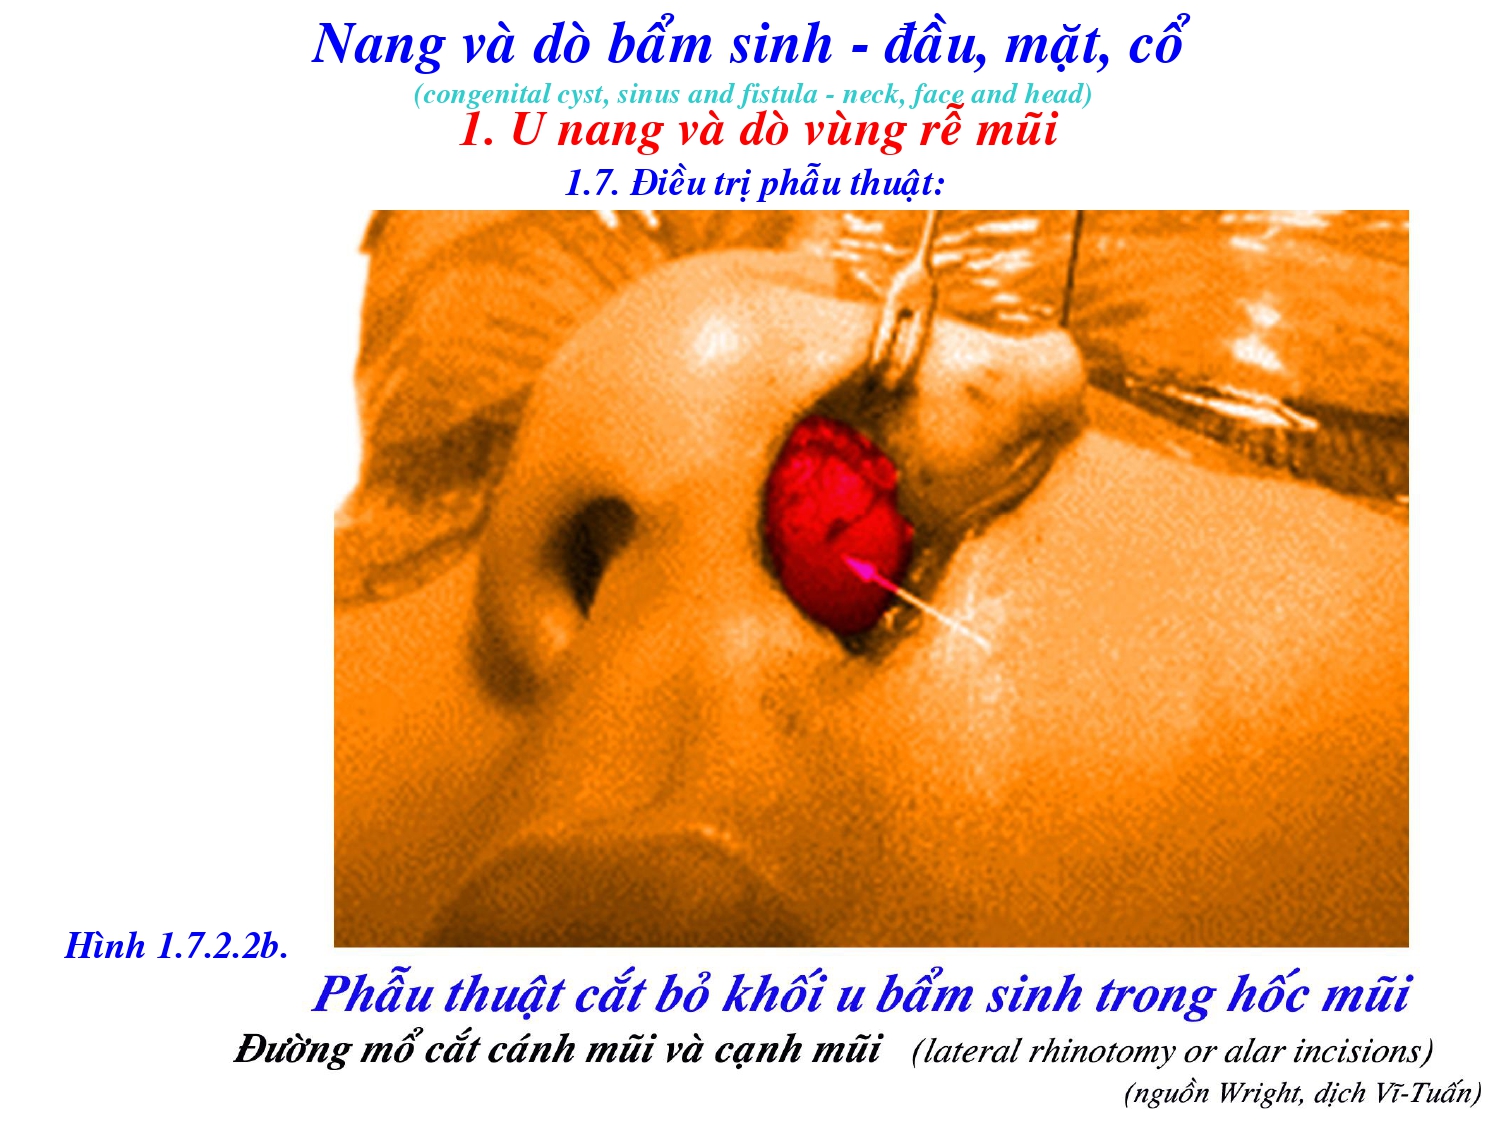 Nang và dò bẩm sinh - đầu, mặt, cổ
(congenital cyst, sinus and fistula - neck, face and head)
1. U nang và dò vùng rễ mũi
1.7. Điều trị phẫu thuật:
Hình 1.7.2.2b.
Phẫu thuật cắt bỏ khối u bẩm sinh trong hốc mũi
Đường mổ cắt cánh mũi và cạnh mũi (lateral rhinotomy or alar incisions)
(nguồn Wright, dịch Vĩ-Tuấn)